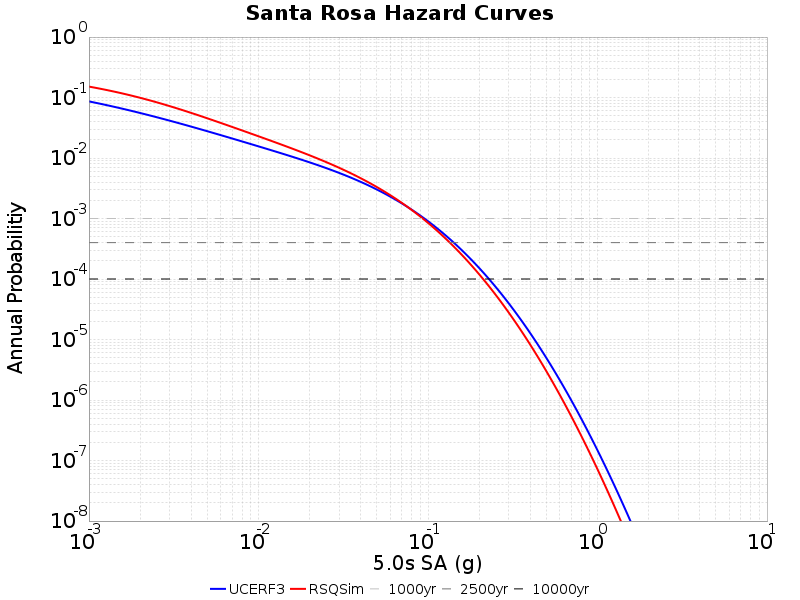 Santa Rosa Hazard Curves
10^0
10^-1
10^-2
10^-3
10^-4
10^-5
10^-6
10^-7
10^-8
Annual Probabilitiy
10^-3 10^-2 10^-1 10^0 10^1
5.0s SA (g)
UCERF3 RSQSim 1000yr 2500yr 10000yr